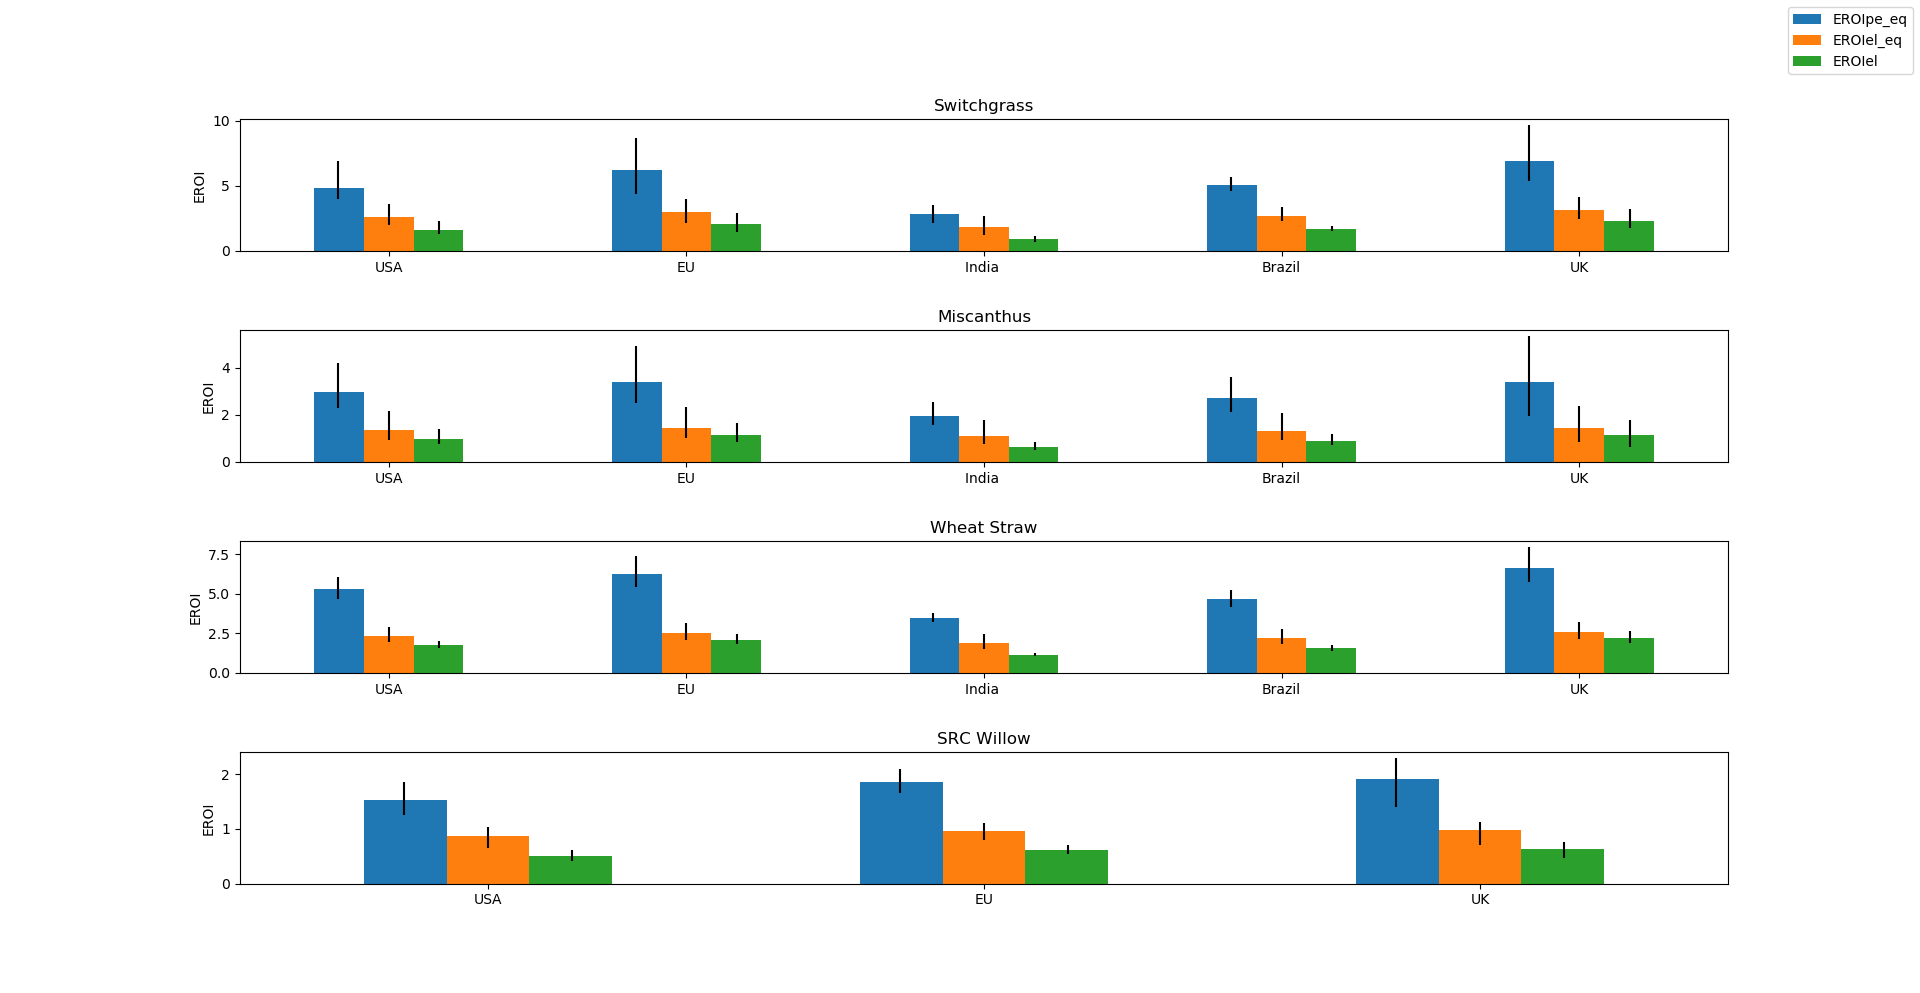 EROIpe_eq
EROIel_eq
EROIel
Switchgrass
10
5
0
EROI
USA EU India Brazil UK
Miscanthus
4
2
0
EROI
USA EU India Brazil UK
Wheat Straw
7.5
5.0
2.5
0.0
EROI
USA EU India Brazil UK
SRC Willow
2
1
0
EROI
USA EU UK